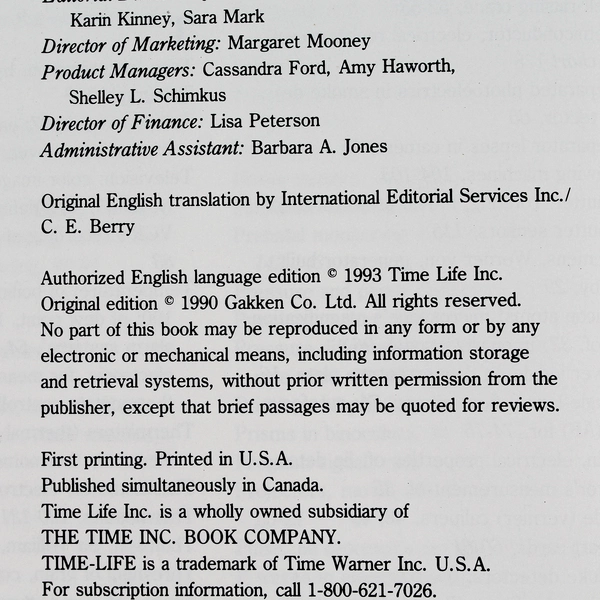 Karin Kinney, Sara Mark
Director of Marketing: Margaret Mooney
Product Managers: Cassandra Ford, Amy Haworth,
Shelley L. Schimkus
Director of Finance: Lisa Peterson
Administrative Assistant: Barbara A. Jones
Original English translation by International Editorial Services Inc./
C. E. Berry
Authorized English language edition © 1993 Time Life Inc.
Original edition © 1990 Gakken Co. Ltd. All rights reserved.
No part of this book may be reproduced in any form or by any
electronic or mechanical means, including information storage
and retrieval systems, without prior written permission from the
publisher, except that brief passages may be quoted for reviews.
First printing. Printed in U.S.A.
Published simultaneously in Canada.
Time Life Inc. is a wholly owned subsidiary of
THE TIME INC. BOOK COMPANY.
TIME-LIFE is a trademark of Time Warner Inc. U.S.A.
For subscription information, call 1-800-621-7026.